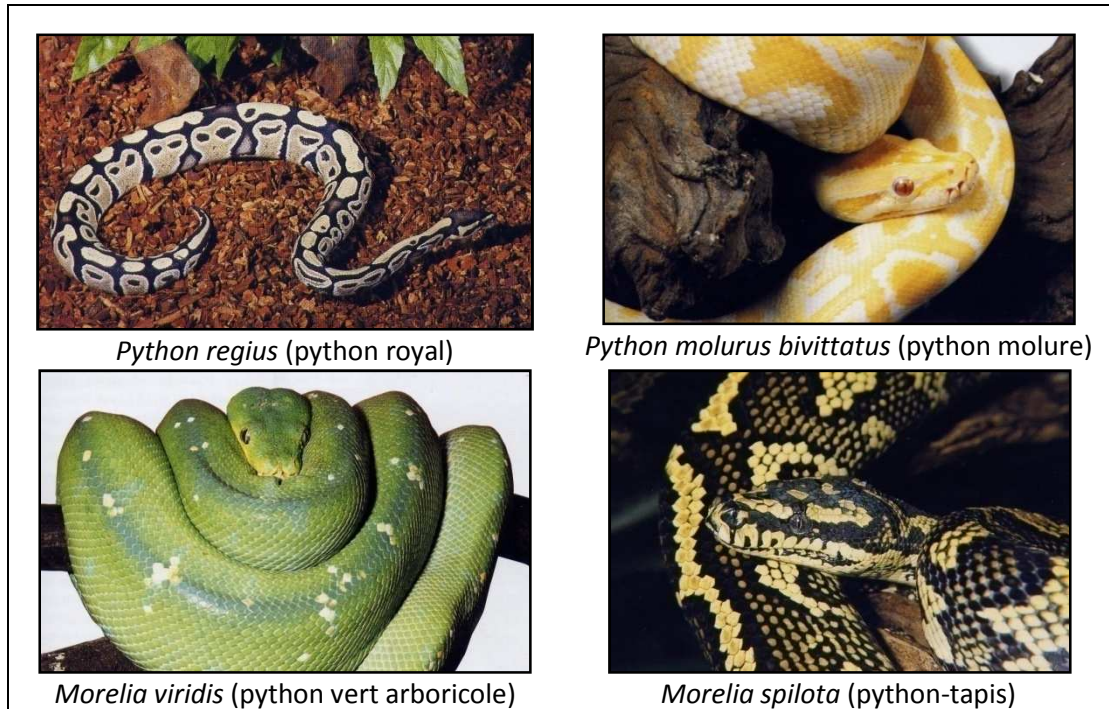 Python regius (python royal)
Python molurus bivittatus (python molure)
Morelia viridis (python vert arboricole)
Morelia spilota (python-tapis)